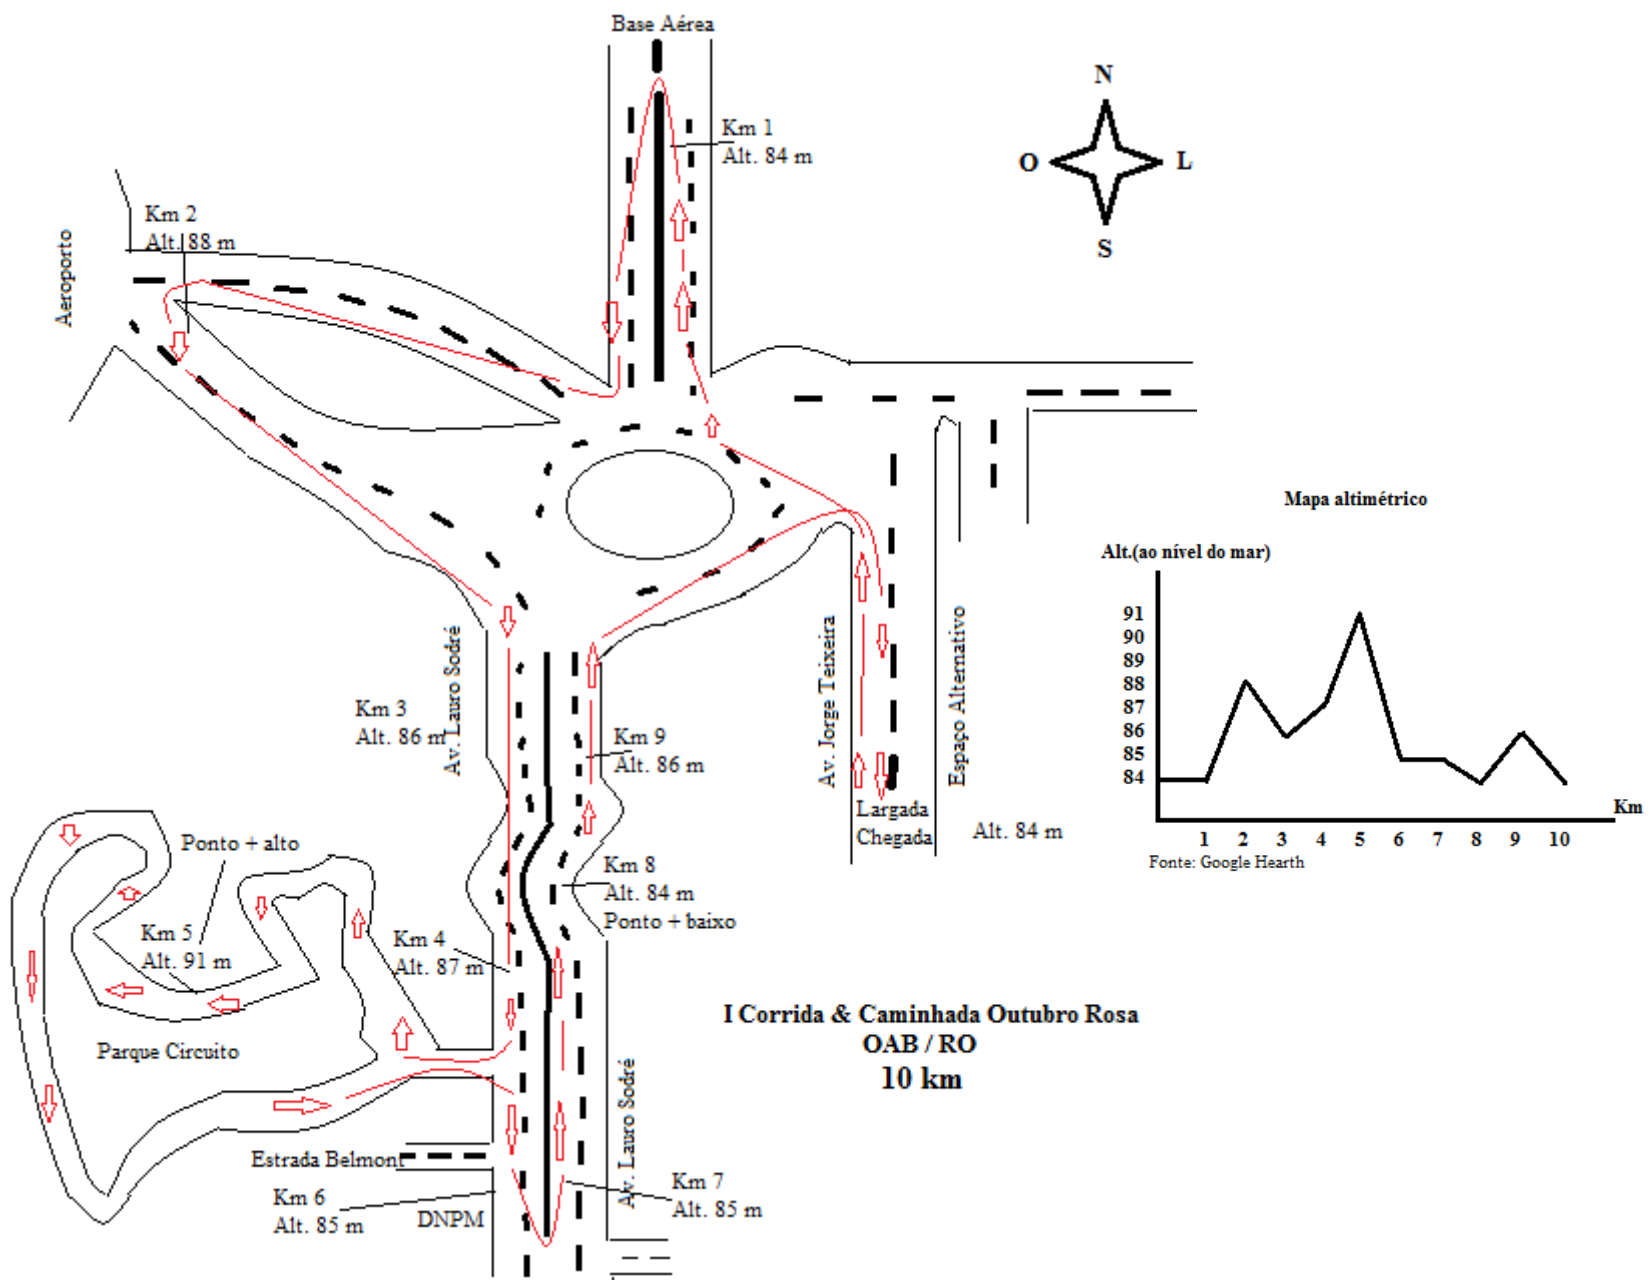 Base Aérea
N
O
L
S
Km 1
Alt. 84 m
Km 2
Alt. 88 m
Aeroporto
Mapa altimétrico
Alt.(ao nível do mar)
91
90
89
88
87
86
85
84
Km
1 2 3 4 5 6 7 8 9 10
Fonte: Google Hearth
Av. Lauro Sodré
Km 3
Alt. 86 m
Km 9
Alt. 86 m
Av. Jorge Teixeira
Espaço Alternativo
Largada
Chegada
Alt. 84 m
Ponto + alto
Km 5
Alt. 91 m
Km 4
Alt. 87 m
Km 8
Alt. 84 m
Ponto + baixo
Parque Circuito
I Corrida & Caminhada Outubro Rosa
OAB / RO
10 km
Av. Lauro Sodré
Estrada Belmont
Km 6
Alt. 85 m
DNPM
Km 7
Alt. 85 m